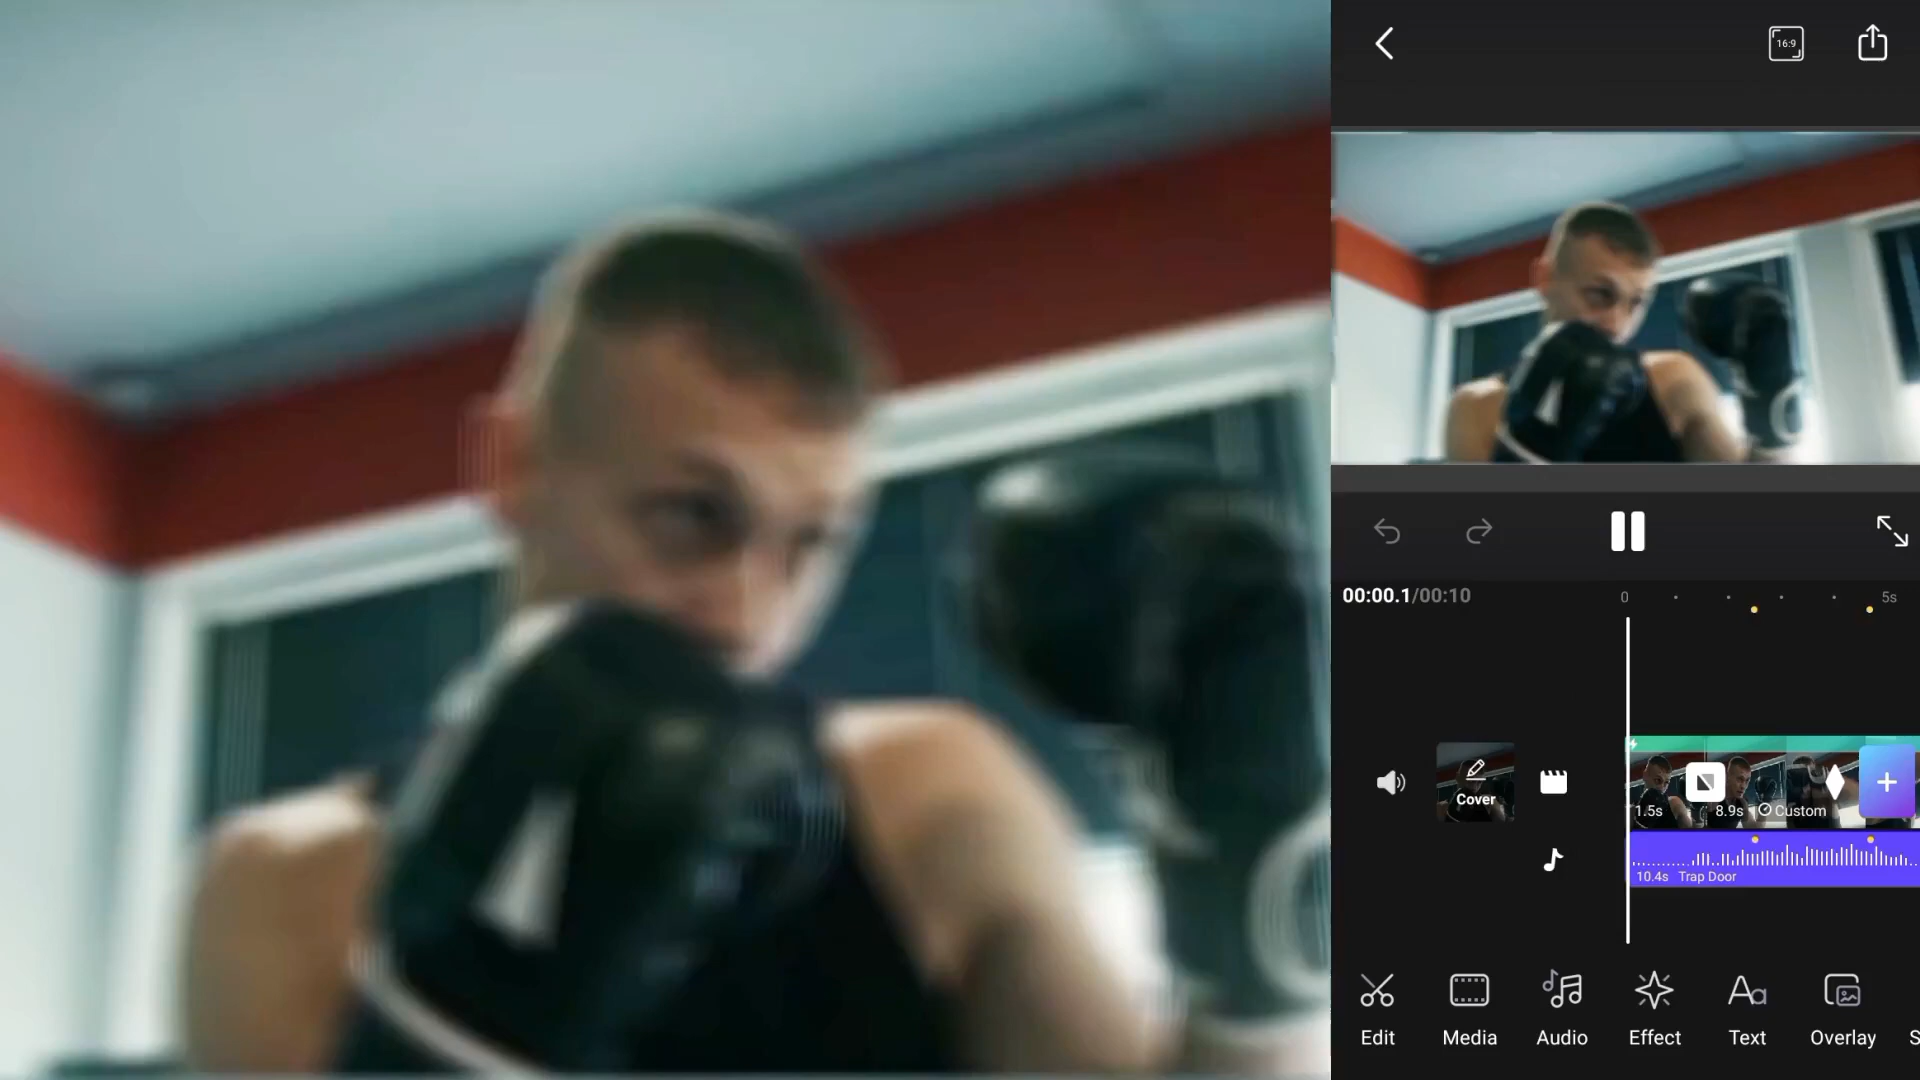 16:9
00:00.1/00:10
0
5s
Cover
1.5s
8.9s
Custom
10.4s Trap Door
Edit
Media
Audio
Effect
Text
Overlay
S